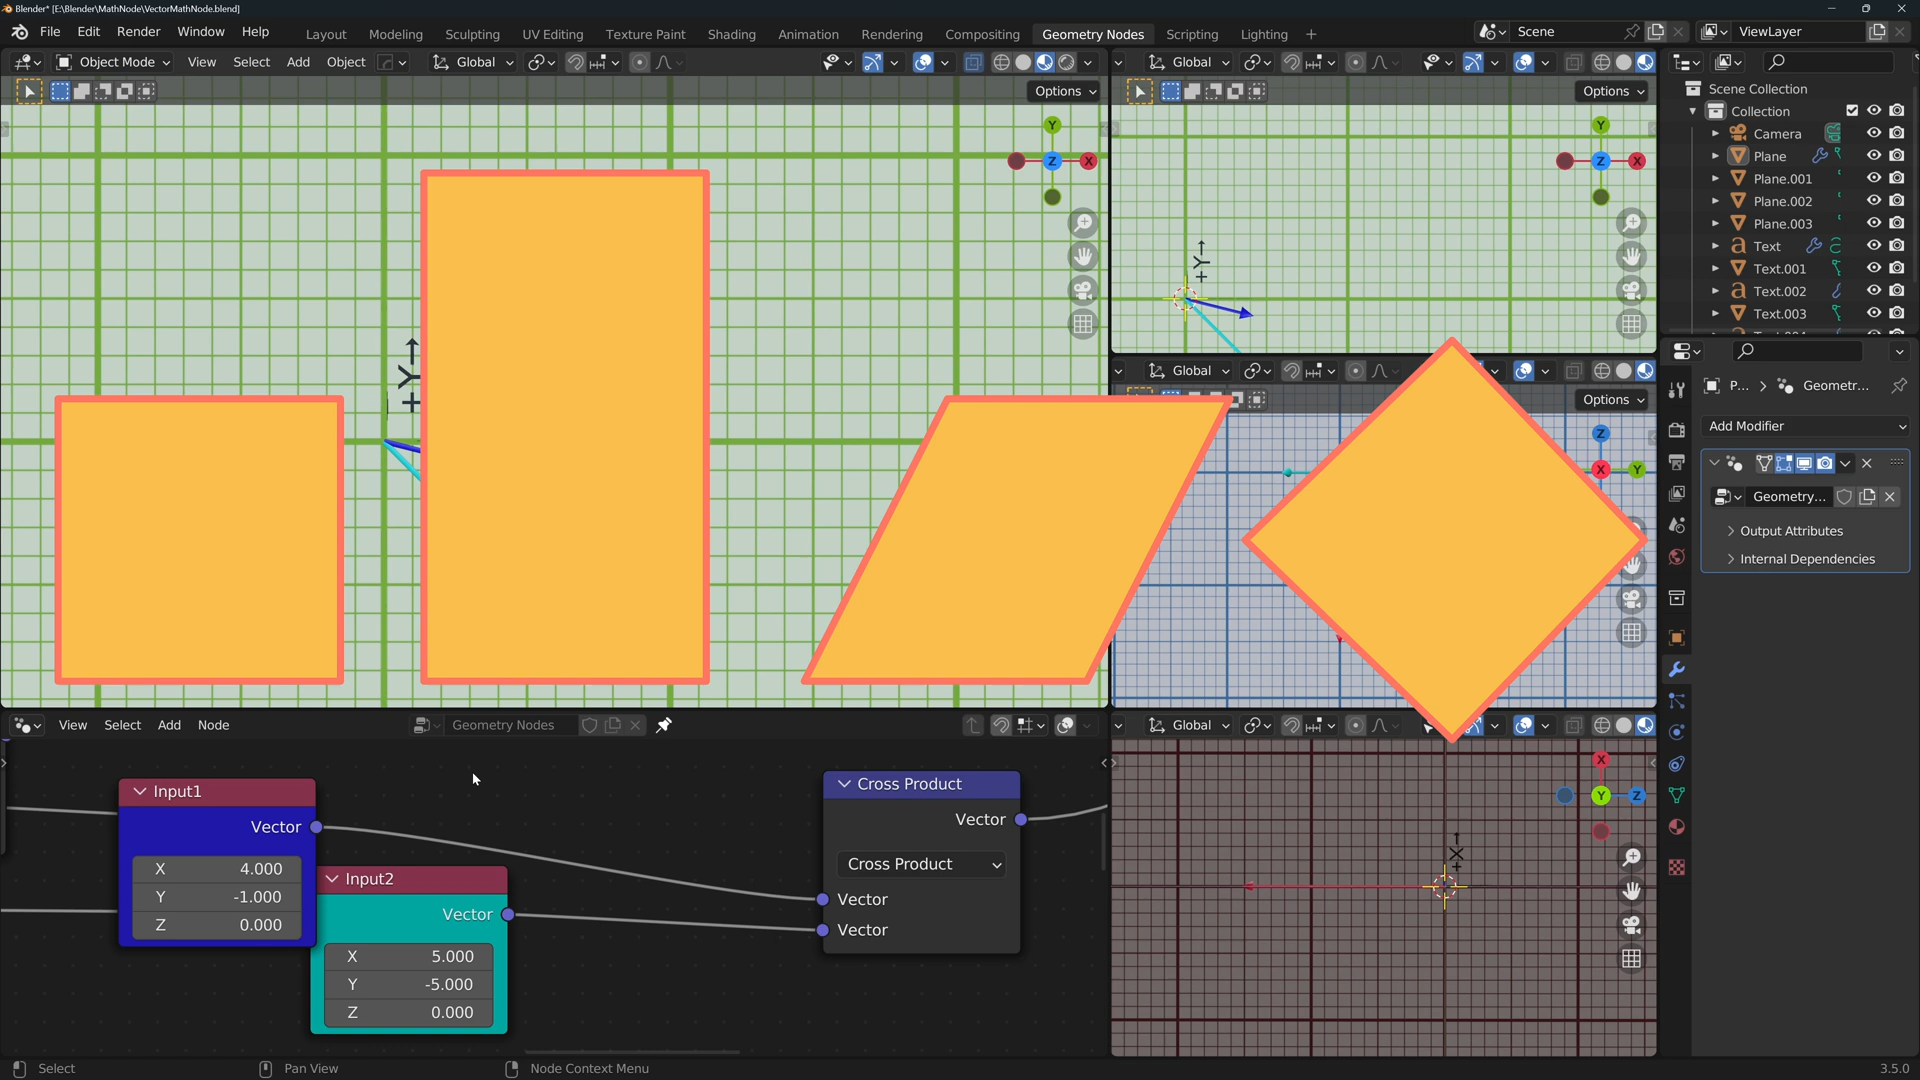 Blender* [E:\Blender\MathNode\VectorMathNode.blend]
File Edit Render Window Help
Layout Modeling Sculpting UV Editing Texture Paint Shading Animation Rendering Compositing Geometry Nodes Scripting Lighting +
Scene
ViewLayer
Object Mode View Select Add Object Global
Global
Options
Options
Scene Collection
Collection
Camera
Plane
Plane.001
Plane.002
Plane.003
Text
Text.001
Text.002
Text.003
Y
Z
X
Y
Z
X
+Y→
+Y→
Global
Options
Z
X
Y
P... > Geometr...
Add Modifier
Geometry...
Output Attributes
Internal Dependencies
View Select Add Node
Geometry Nodes
Global
Input1
Vector
X 4.000
Y -1.000
Z 0.000
Input2
Vector
X 5.000
Y -5.000
Z 0.000
Cross Product
Vector
Cross Product
Vector
Vector
X
Y
Z
+X→
Select
Pan View
Node Context Menu
3.5.0